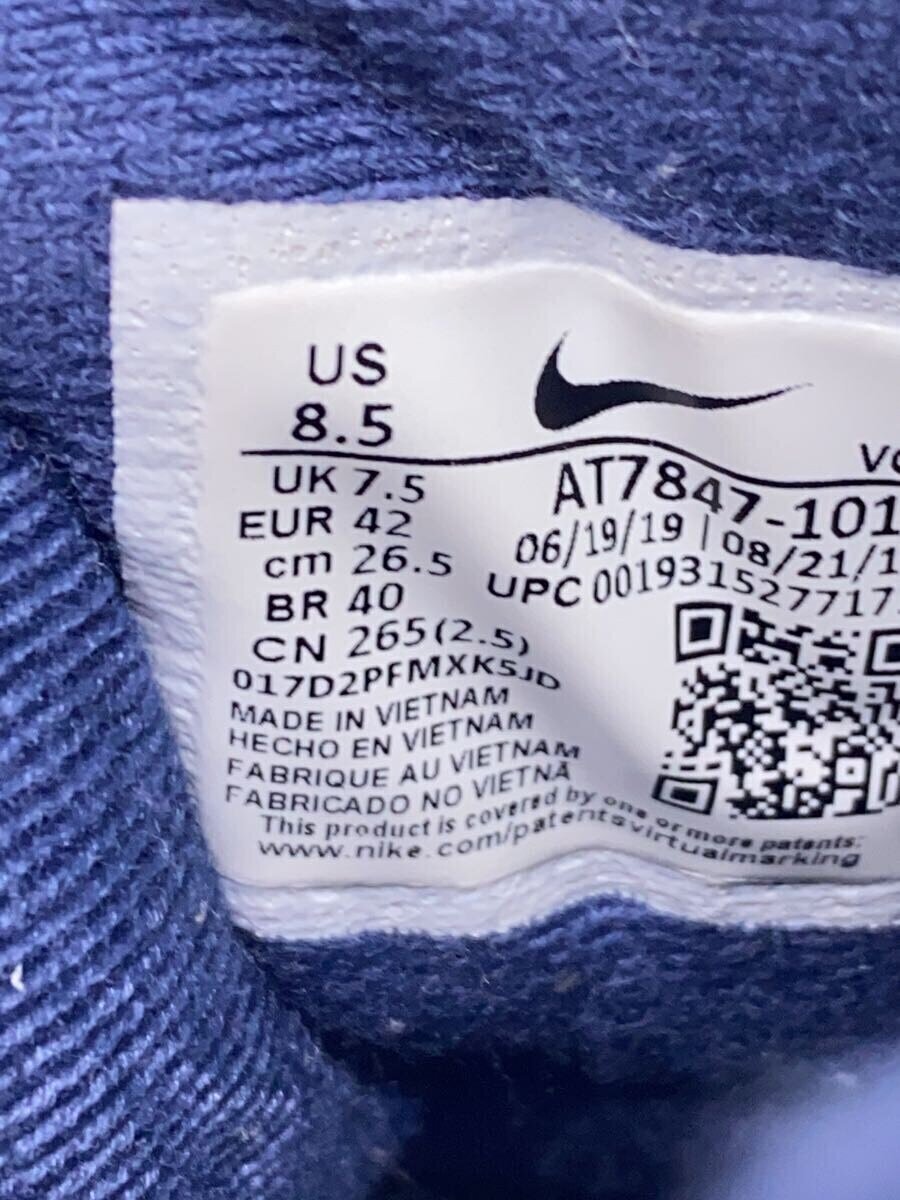 US
8.5
UK 7.5
EUR 42
cm 26.5
BR 40
CN 265(2.5)
017D2PFMXK5JD
MADE IN VIETNAM
HECHO EN VIETNAM
FABRIQUE AU VIETNAM
FABRICADO NO VIETNÃ
This product is covered by one or more patents:
www.nike.com/patentsvirtualmarking
AT7847-101
06/19/19 | 08/21/1
UPC 0019315277717